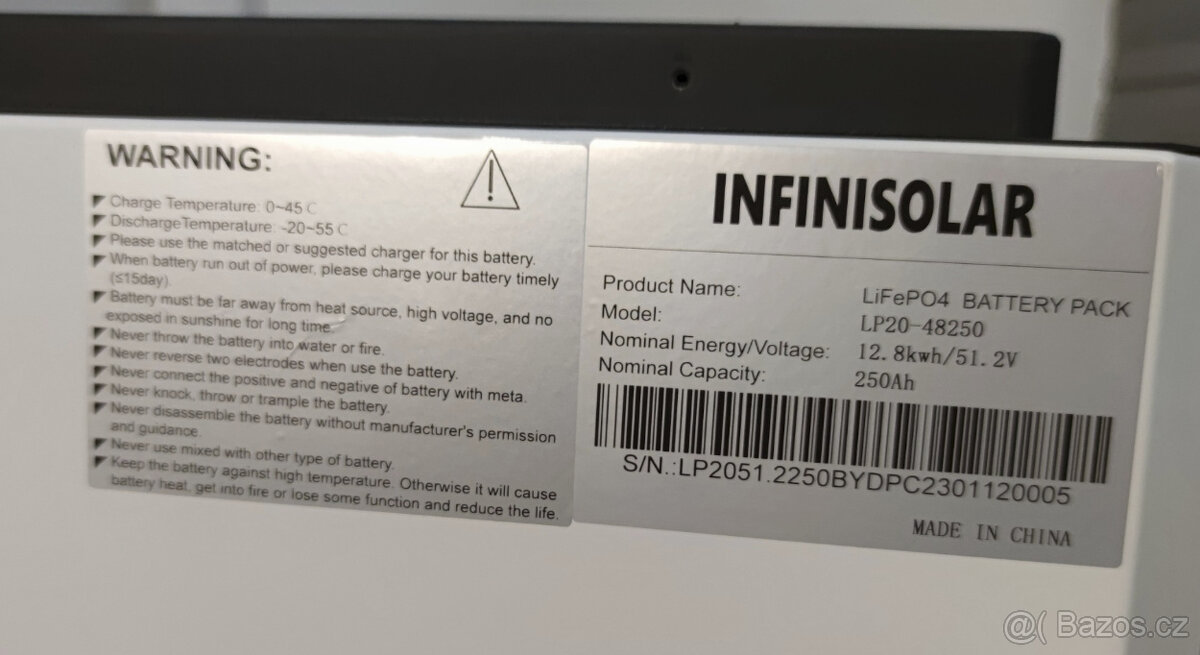 WARNING:
Charge Temperature: 0~45℃
DischargeTemperature: -20~55℃
Please use the matched or suggested charger for this battery.
When battery run out of power, please charge your battery timely
(≤15day).
Battery must be far away from heat source, high voltage, and no
exposed in sunshine for long time.
Never throw the battery into water or fire.
Never reverse two electrodes when use the battery.
Never connect the positive and negative of battery with meta.
Never knock, throw or trample the battery.
Never disassemble the battery without manufacturer's permission
and guidance.
Never use mixed with other type of battery.
Keep the battery against high temperature. Otherwise it will cause
battery heat, get into fire or lose some function and reduce the life.
INFINISOLAR
Product Name: LiFePO4 BATTERY PACK
Model: LP20-48250
Nominal Energy/Voltage: 12.8kwh/51.2V
Nominal Capacity: 250Ah
S/N.:LP2051.2250BYDPC2301120005
MADE IN CHINA
@( Bazos.cz